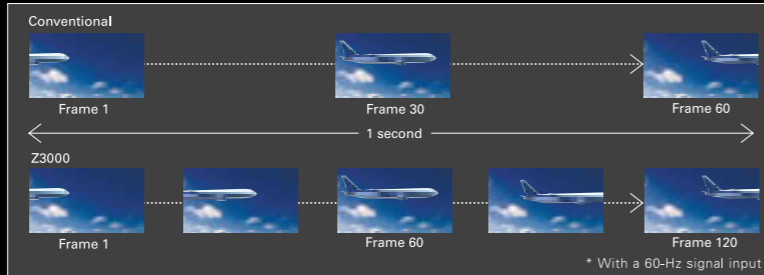 Conventional
Frame 1
Frame 30
Frame 60
1 second
Z3000
Frame 1
Frame 60
Frame 120
* With a 60-Hz signal input